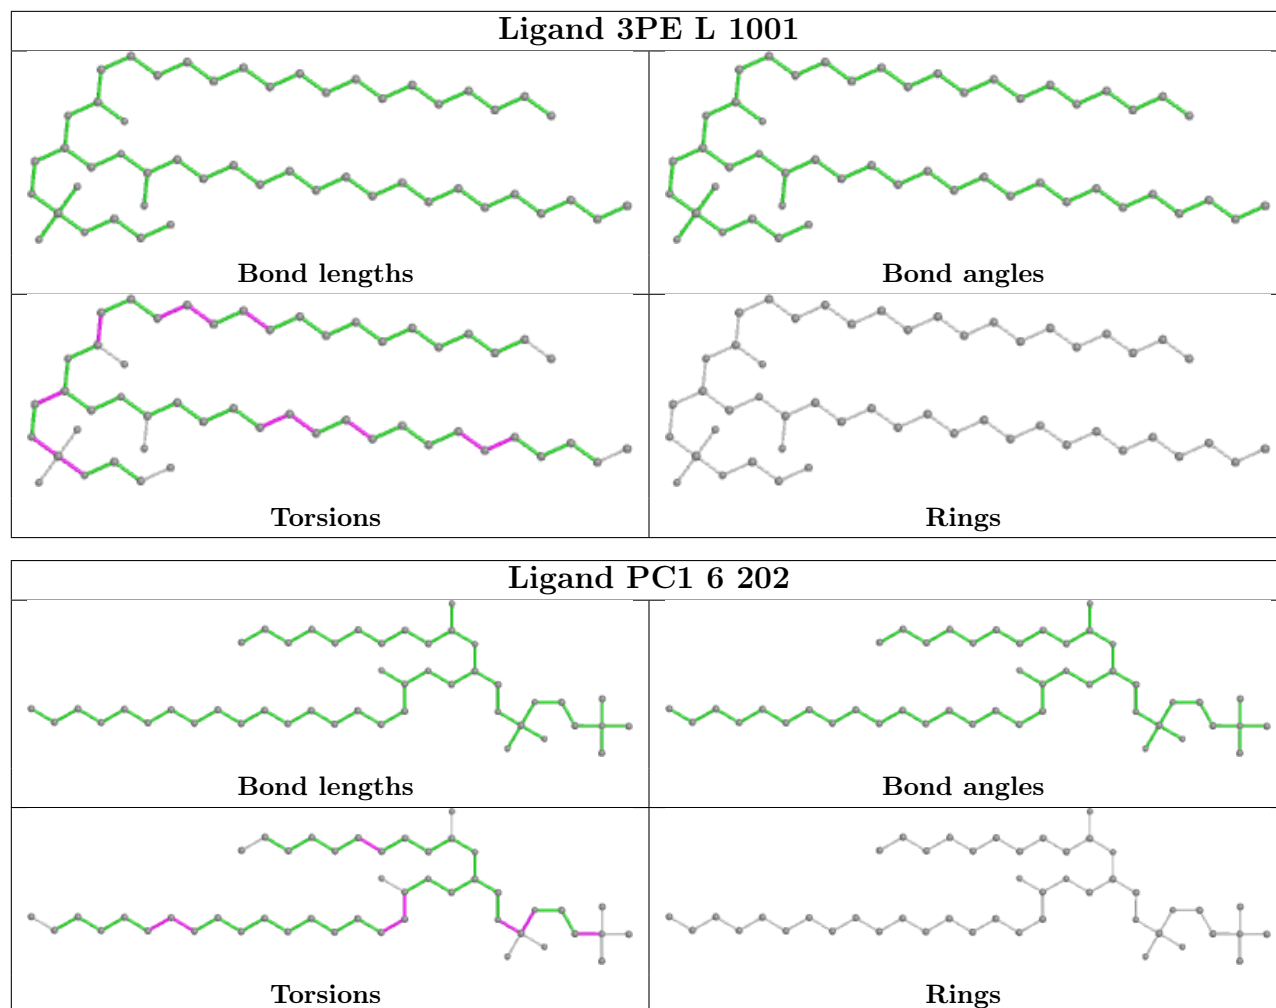 Ligand 3PE L 1001
Bond lengths
Bond angles
Torsions
Rings
Ligand PC1 6 202
Bond lengths
Bond angles
Torsions
Rings